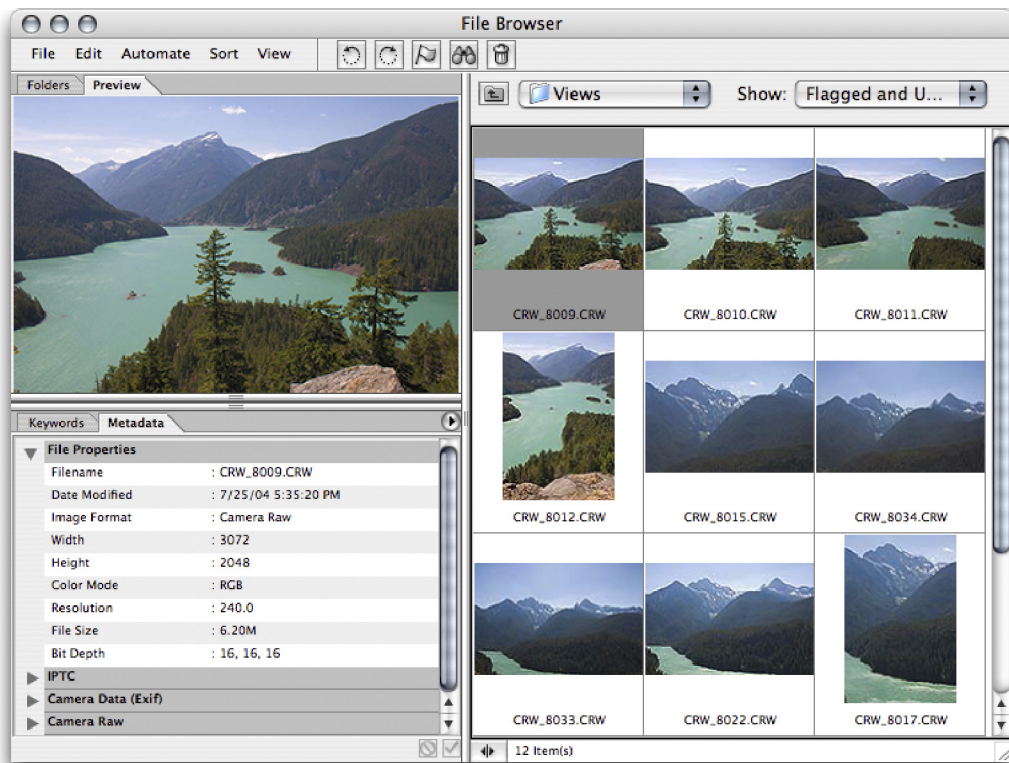 File Browser
File Edit Automate Sort View
Folders Preview
Views Show: Flagged and U...
CRW_8009.CRW CRW_8010.CRW CRW_8011.CRW
CRW_8012.CRW CRW_8015.CRW CRW_8034.CRW
CRW_8033.CRW CRW_8022.CRW CRW_8017.CRW
Keywords Metadata
File Properties
Filename : CRW_8009.CRW
Date Modified : 7/25/04 5:35:20 PM
Image Format : Camera Raw
Width : 3072
Height : 2048
Color Mode : RGB
Resolution : 240.0
File Size : 6.20M
Bit Depth : 16, 16, 16
IPTC
Camera Data (Exif)
Camera Raw
12 Item(s)